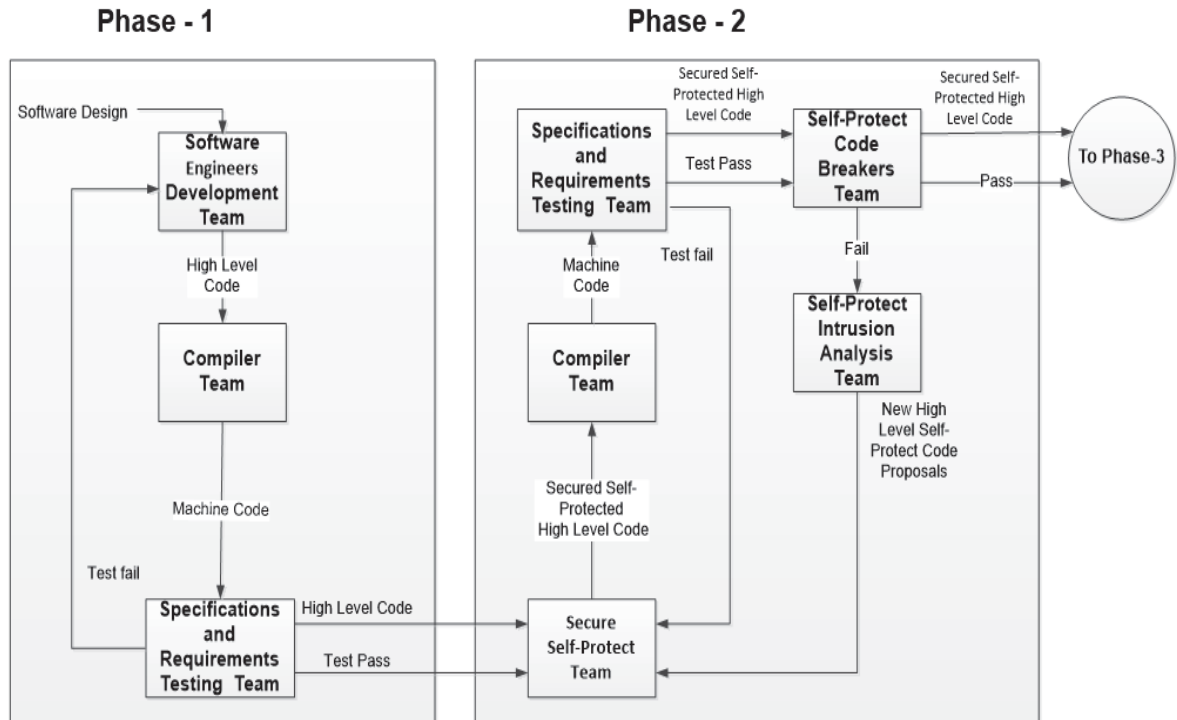 Phase - 1
Software Design
Software
Engineers
Development
Team
High Level
Code
Compiler
Team
Machine Code
Test fail
Specifications
and
Requirements
Testing Team
High Level Code
Test Pass
Phase - 2
Secure
Self-Protect
Team
Secured Self-
Protected
High Level Code
Compiler
Team
Machine
Code
Specifications
and
Requirements
Testing Team
Test fail
Secured Self-
Protected High
Level Code
Test Pass
Self-Protect
Code
Breakers
Team
Fail
Self-Protect
Intrusion
Analysis
Team
New High
Level Self-
Protect Code
Proposals
Secured Self-
Protected High
Level Code
Pass
To Phase-3